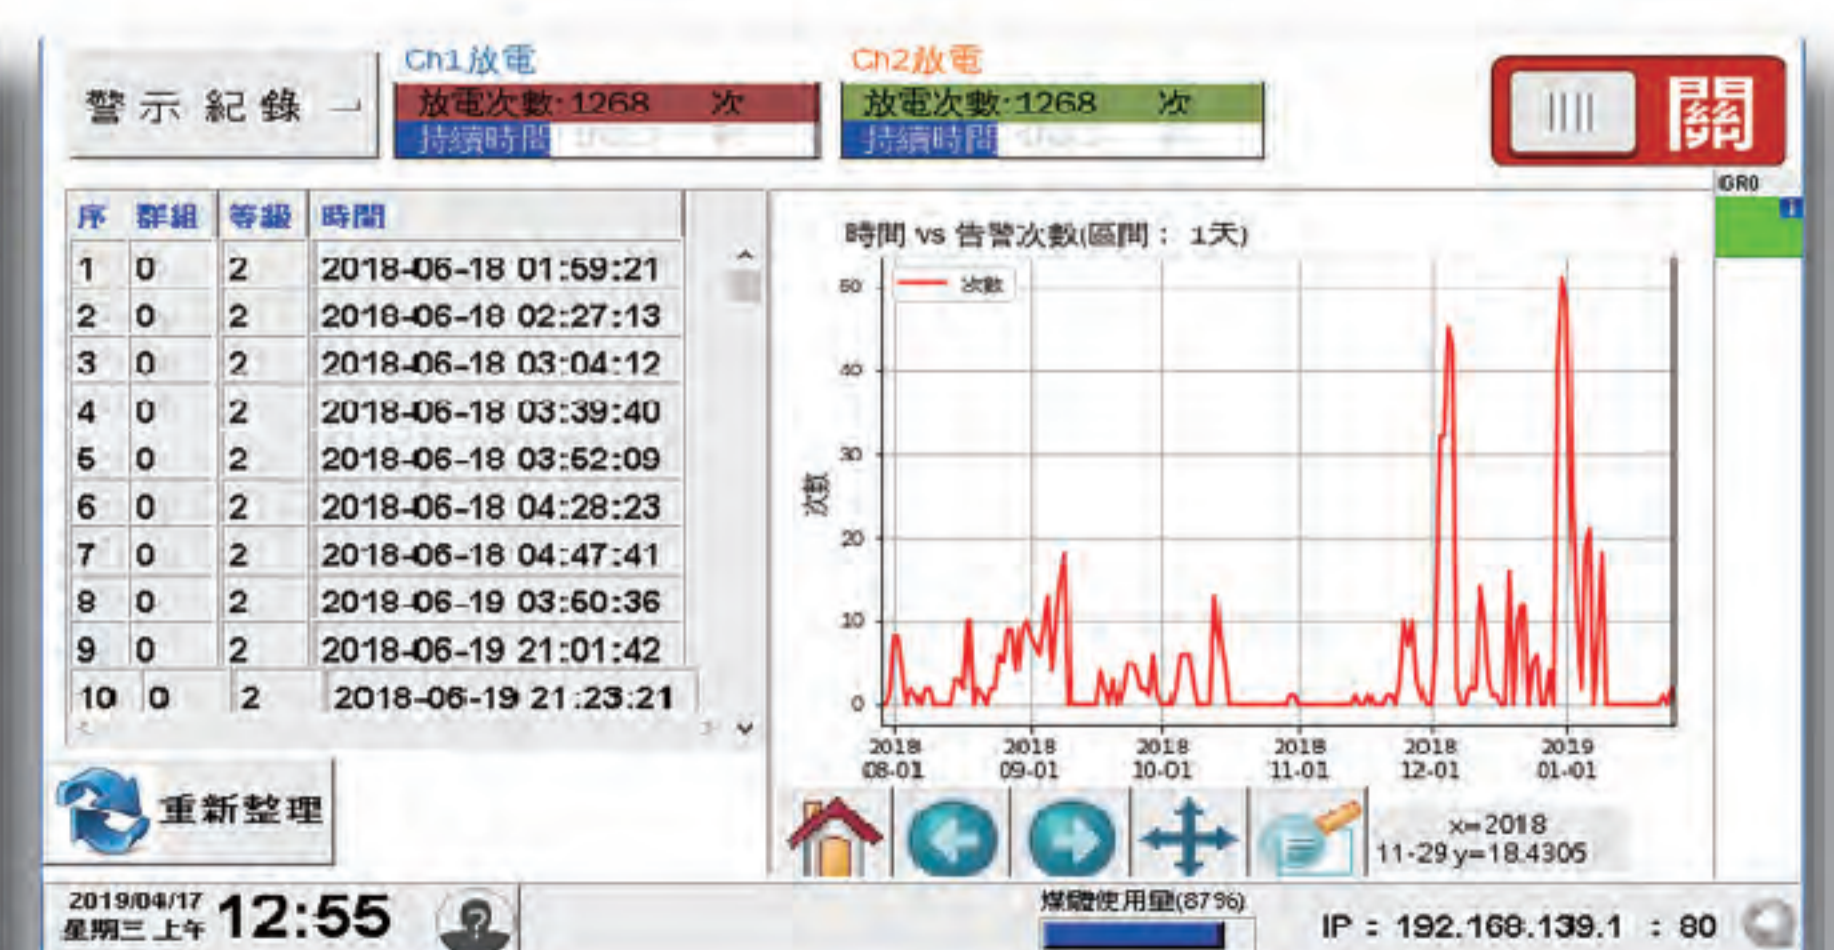 警示紀錄
Ch1放電
放電次數:1268 次
持續時間
Ch2放電
放電次數:1268 次
持續時間
關
GR0
序 群組 等級 時間
1 0 2 2018-06-18 01:59:21
2 0 2 2018-06-18 02:27:13
3 0 2 2018-06-18 03:04:12
4 0 2 2018-06-18 03:39:40
5 0 2 2018-06-18 03:52:09
6 0 2 2018-06-18 04:28:23
7 0 2 2018-06-18 04:47:41
8 0 2 2018-06-19 03:50:36
9 0 2 2018-06-19 21:01:42
10 0 2 2018-06-19 21:23:21
重新整理
時間 vs 告警次數(區間： 1天)
次數
次數
50
40
30
20
10
0
2018 2018 2018 2018 2018 2019
08-01 09-01 10-01 11-01 12-01 01-01
x=2018
11-29 y=18.4305
2019/04/17
星期三 上午 12:55
媒體使用量(87%)
IP : 192.168.139.1 : 80